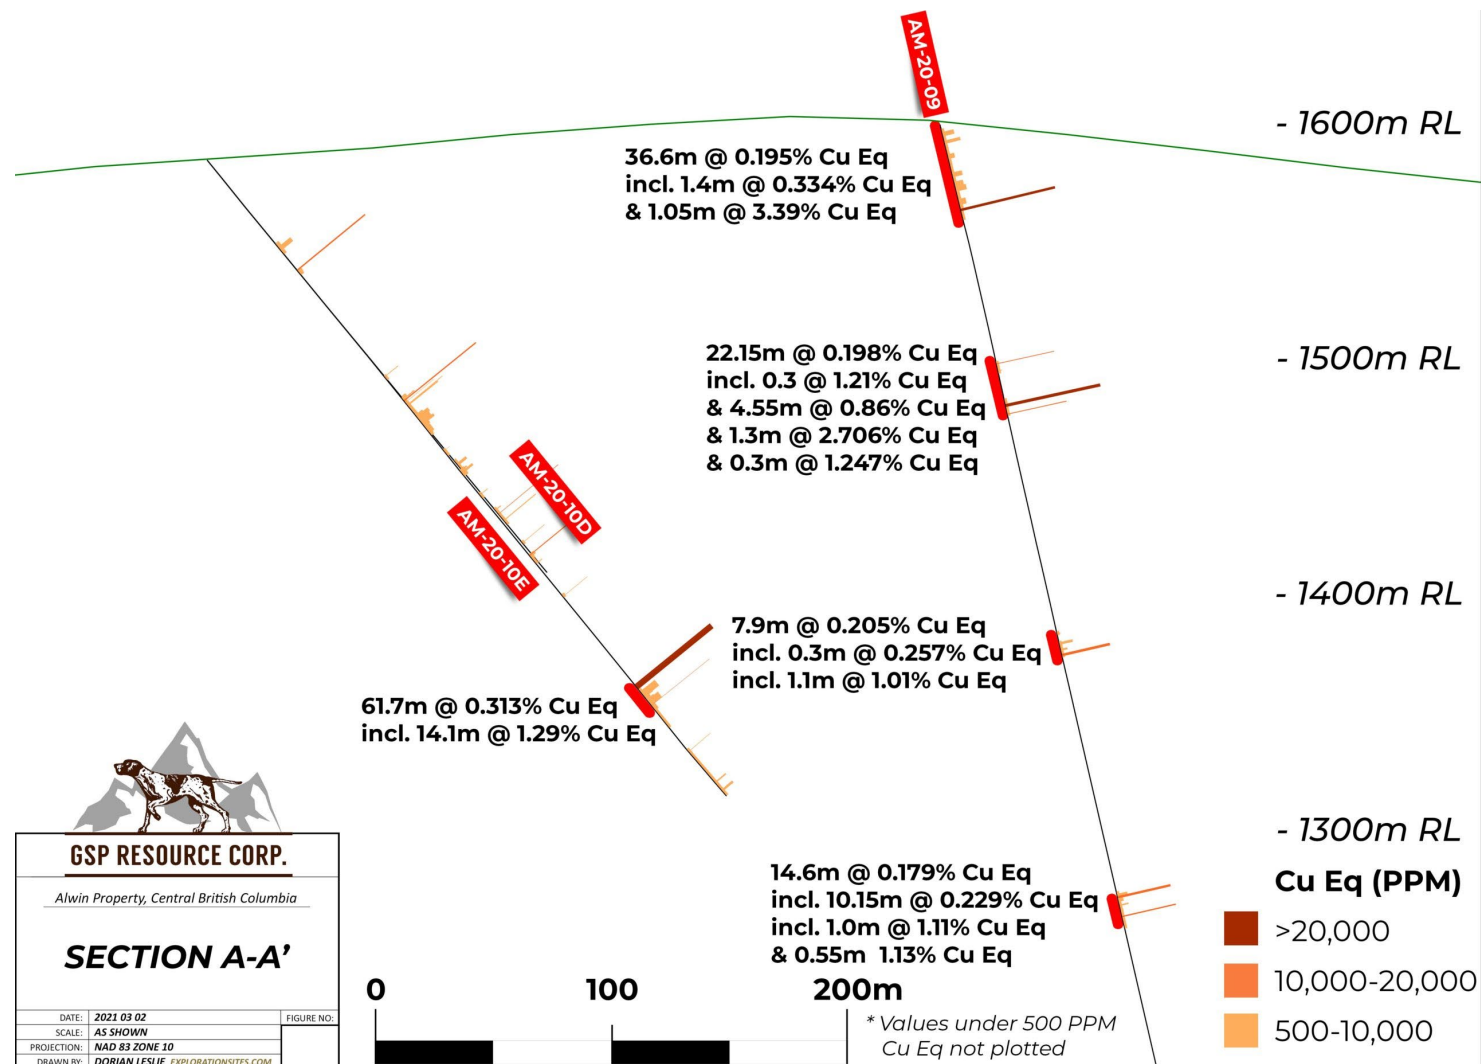 AM-20-09
- 1600m RL
36.6m @ 0.195% Cu Eq
incl. 1.4m @ 0.334% Cu Eq
& 1.05m @ 3.39% Cu Eq
- 1500m RL
22.15m @ 0.198% Cu Eq
incl. 0.3 @ 1.21% Cu Eq
& 4.55m @ 0.86% Cu Eq
& 1.3m @ 2.706% Cu Eq
& 0.3m @ 1.247% Cu Eq
AM-20-10D
AM-20-10E
- 1400m RL
7.9m @ 0.205% Cu Eq
incl. 0.3m @ 0.257% Cu Eq
incl. 1.1m @ 1.01% Cu Eq
61.7m @ 0.313% Cu Eq
incl. 14.1m @ 1.29% Cu Eq
- 1300m RL
14.6m @ 0.179% Cu Eq
incl. 10.15m @ 0.229% Cu Eq
incl. 1.0m @ 1.11% Cu Eq
& 0.55m 1.13% Cu Eq
Cu Eq (PPM)
>20,000
10,000-20,000
500-10,000
GSP RESOURCE CORP.
Alwin Property, Central British Columbia
SECTION A-A'
DATE: 2021 03 02
FIGURE NO:
SCALE: AS SHOWN
PROJECTION: NAD 83 ZONE 10
DRAWN BY: DORIAN LESLIE EXPLORATIONSITES.COM
0 100 200m
* Values under 500 PPM
Cu Eq not plotted